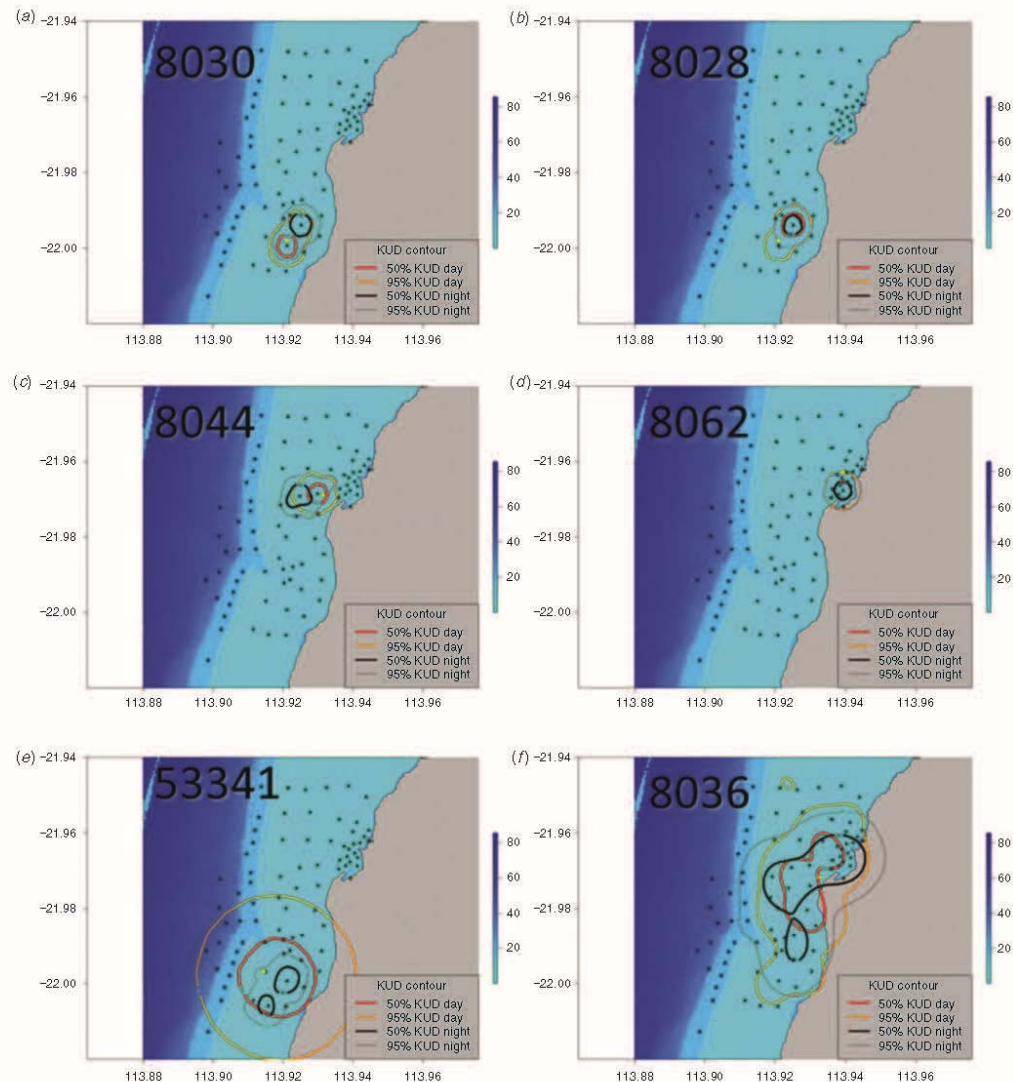 (a)
8030
−21.94
−21.96
−21.98
−22.00
80
60
40
20
KUD contour
50% KUD day
95% KUD day
50% KUD night
95% KUD night
113.88 113.90 113.92 113.94 113.96
(b)
8028
−21.94
−21.96
−21.98
−22.00
80
60
40
20
KUD contour
50% KUD day
95% KUD day
50% KUD night
95% KUD night
113.88 113.90 113.92 113.94 113.96
(c)
8044
−21.94
−21.96
−21.98
−22.00
80
60
40
20
KUD contour
50% KUD day
95% KUD day
50% KUD night
95% KUD night
113.88 113.90 113.92 113.94 113.96
(d)
8062
−21.94
−21.96
−21.98
−22.00
80
60
40
20
KUD contour
50% KUD day
95% KUD day
50% KUD night
95% KUD night
113.88 113.90 113.92 113.94 113.96
(e)
53341
−21.94
−21.96
−21.98
−22.00
80
60
40
20
KUD contour
50% KUD day
95% KUD day
50% KUD night
95% KUD night
113.88 113.90 113.92 113.94 113.96
(f)
8036
−21.94
−21.96
−21.98
−22.00
80
60
40
20
KUD contour
50% KUD day
95% KUD day
50% KUD night
95% KUD night
113.88 113.90 113.92 113.94 113.96